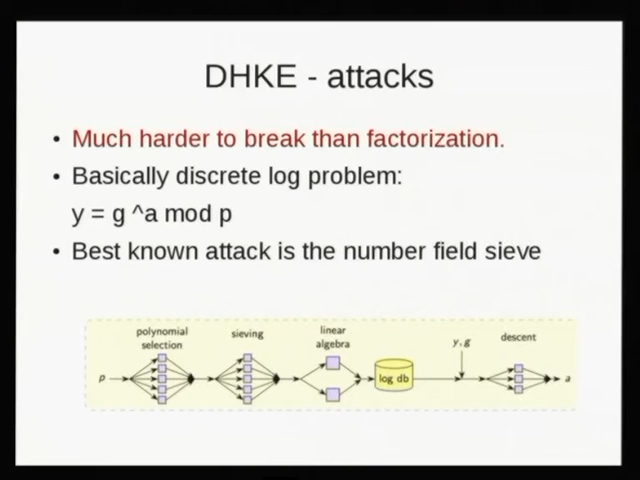 DHKE - attacks
• Much harder to break than factorization.
• Basically discrete log problem:
y = g ^a mod p
• Best known attack is the number field sieve
polynomial
selection
sieving
linear
algebra
y, g
descent
p
log db
a